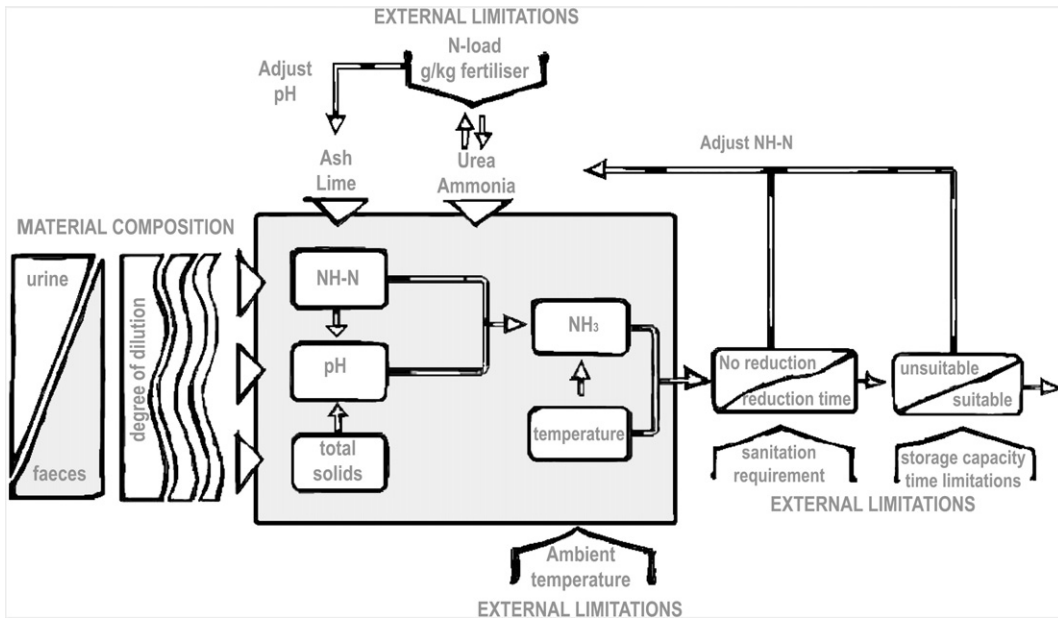 EXTERNAL LIMITATIONS
N-load
g/kg fertiliser
Adjust
pH
Ash
Lime
Urea
Ammonia
Adjust NH-N
MATERIAL COMPOSITION
urine
faeces
degree of dilution
NH-N
pH
total
solids
NH₃
temperature
No reduction
reduction time
unsuitable
suitable
sanitation
requirement
storage capacity
time limitations
EXTERNAL LIMITATIONS
Ambient
temperature
EXTERNAL LIMITATIONS